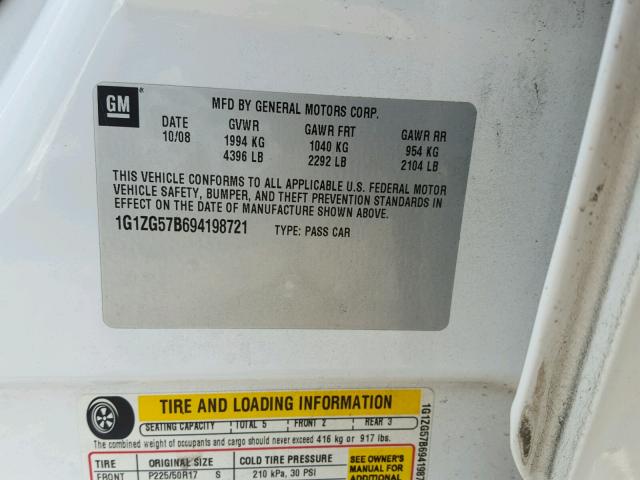 GM ® MFD BY GENERAL MOTORS CORP.
DATE GVWR GAWR FRT GAWR RR
10/08 1994 KG 1040 KG 954 KG
4396 LB 2292 LB 2104 LB
THIS VEHICLE CONFORMS TO ALL APPLICABLE U.S. FEDERAL MOTOR
VEHICLE SAFETY, BUMPER, AND THEFT PREVENTION STANDARDS IN
EFFECT ON THE DATE OF MANUFACTURE SHOWN ABOVE.
1G1ZG57B694198721 TYPE: PASS CAR
TIRE AND LOADING INFORMATION
SEATING CAPACITY TOTAL 5 FRONT 2 REAR 3
The combined weight of occupants and cargo should never exceed 416 kg or 917 lbs.
TIRE ORIGINAL SIZE COLD TIRE PRESSURE
FRONT P225/50R17 S 210 kPa, 30 PSI
SEE OWNER'S
MANUAL FOR
ADDITIONAL
1G1ZG57B6941987